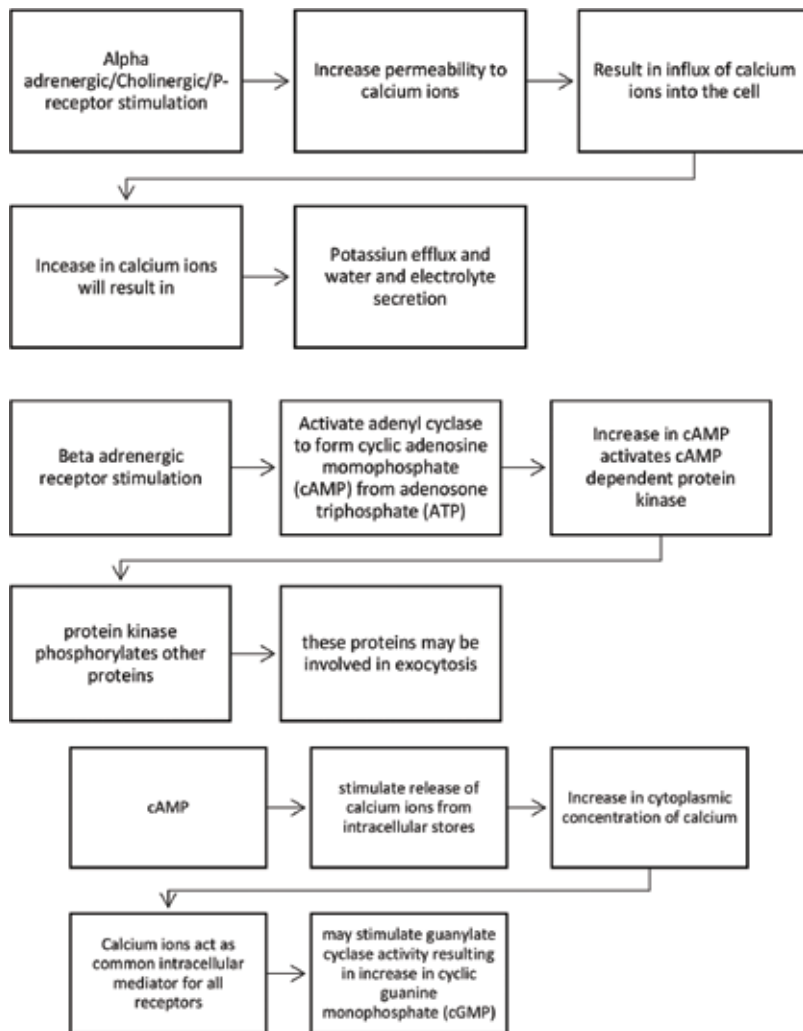 Alpha
adrenergic/Cholinergic/P-
receptor stimulation
Increase permeability to
calcium ions
Result in influx of calcium
ions into the cell
Incease in calcium ions
will result in
Potassiun efflux and
water and electrolyte
secretion
Beta adrenergic
receptor stimulation
Activate adenyl cyclase
to form cyclic adenosine
momophosphate
(cAMP) from adenosone
triphosphate (ATP)
Increase in cAMP
activates cAMP
dependent protein
kinase
protein kinase
phosphorylates other
proteins
these proteins may be
involved in exocytosis
cAMP
stimulate release of
calcium ions from
intracellular stores
Increase in cytoplasmic
concentration of calcium
Calcium ions act as
common intracellular
mediator for all
receptors
may stimulate guanylate
cyclase activity resulting
in increase in cyclic
guanine
monophosphate (cGMP)